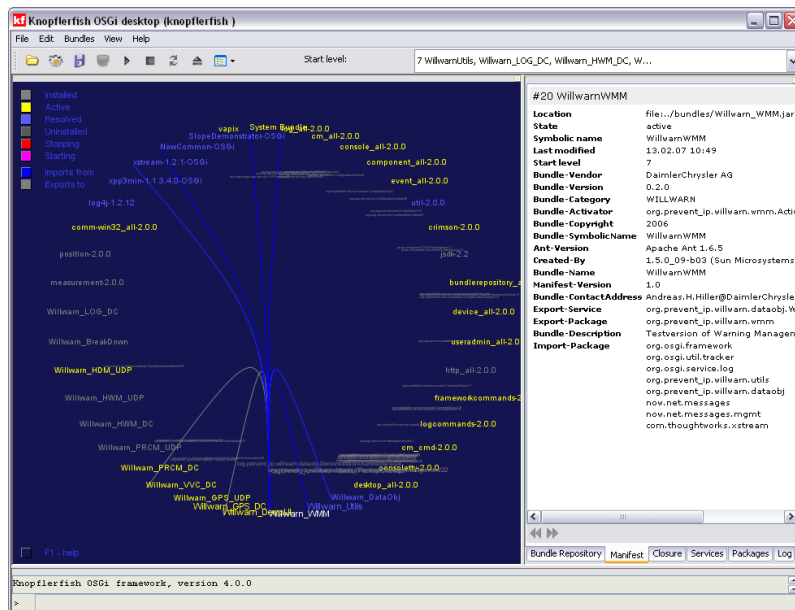 kf Knopflerfish OSGi desktop (knopflerfish )
File Edit Bundles View Help
Start level:
7 WillwarnUtils, Willwarn_LOG_DC, Willwarn_HWM_DC, W...
Installed
Active
Resolved
Uninstalled
Stopping
Starting
Imports from
Exports to
vapix
System Bundle
log_all-2.0.0
SlopeDemonstrator-OSGi
cm_all-2.0.0
NowCommon-OSGi
console_all-2.0.0
xstream-1.2.1-OSGi
component_all-2.0.0
xpp3min-1.1.3.4.0-OSGi
event_all-2.0.0
log4j-1.2.12
util-2.0.0
comm-win32_all-2.0.0
crimson-2.0.0
position-2.0.0
jsdk-2.2
measurement-2.0.0
bundlerepository_a
Willwarn_LOG_DC
device_all-2.0.0
Willwarn_BreakDown
useradmin_all-2.0.0
Willwarn_HDM_UDP
http_all-2.0.0
Willwarn_HWM_UDP
frameworkcommands-2
Willwarn_HWM_DC
logcommands-2.0.0
Willwarn_PRCM_UDP
cm_cmd-2.0.0
Willwarn_PRCM_DC
consoletty-2.0.0
Willwarn_VVC_DC
desktop_all-2.0.0
Willwarn_GPS_UDP
Willwarn_DataObj
Willwarn_GPS_DC
Willwarn_Utils
Willwarn_WMM
F1 - help
#20 WillwarnWMM
Location file:../bundles/Willwarn_WMM.jar
State active
Symbolic name WillwarnWMM
Last modified 13.02.07 10:49
Start level 7
Bundle-Vendor DaimlerChrysler AG
Bundle-Version 0.2.0
Bundle-Category WILLWARN
Bundle-Activator org.prevent_ip.willwarn.wmm.Activ
Bundle-Copyright 2006
Bundle-SymbolicName WillwarnWMM
Ant-Version Apache Ant 1.6.5
Created-By 1.5.0_09-b03 (Sun Microsystems
Bundle-Name WillwarnWMM
Manifest-Version 1.0
Bundle-ContactAddress Andreas.H.Hiller@DaimlerChrysle
Export-Service org.prevent_ip.willwarn.dataobj.W
Export-Package org.prevent_ip.willwarn.wmm
Bundle-Description Testversion of Warning Managem
Import-Package org.osgi.framework
org.osgi.util.tracker
org.osgi.service.log
org.prevent_ip.willwarn.utils
org.prevent_ip.willwarn.dataobj
now.net.messages
now.net.messages.mgmt
com.thoughtworks.xstream
Bundle Repository Manifest Closure Services Packages Log
Knopflerfish OSGi framework, version 4.0.0
>